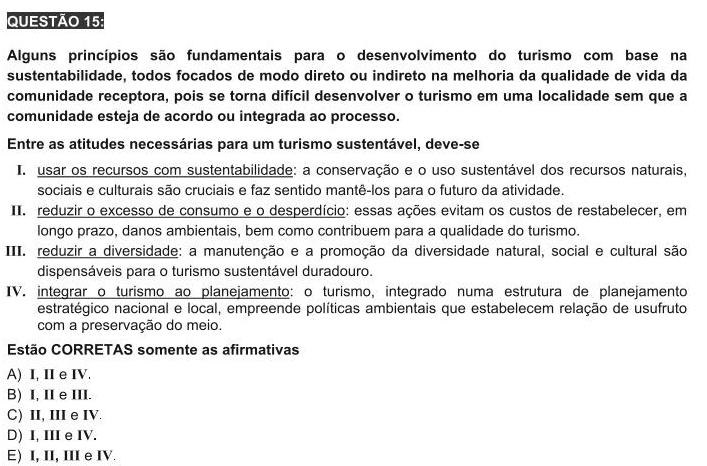 QUESTÃO 15:
Alguns princípios são fundamentais para o desenvolvimento do turismo com base na
sustentabilidade, todos focados de modo direto ou indireto na melhoria da qualidade de vida da
comunidade receptora, pois se torna difícil desenvolver o turismo em uma localidade sem que a
comunidade esteja de acordo ou integrada ao processo.
Entre as atitudes necessárias para um turismo sustentável, deve-se
I. usar os recursos com sustentabilidade: a conservação e o uso sustentável dos recursos naturais,
sociais e culturais são cruciais e faz sentido mantê-los para o futuro da atividade.
II. reduzir o excesso de consumo e o desperdício: essas ações evitam os custos de restabelecer, em
longo prazo, danos ambientais, bem como contribuem para a qualidade do turismo.
III. reduzir a diversidade: a manutenção e a promoção da diversidade natural, social e cultural são
dispensáveis para o turismo sustentável duradouro.
IV. integrar o turismo ao planejamento: o turismo, integrado numa estrutura de planejamento
estratégico nacional e local, empreende políticas ambientais que estabelecem relação de usufruto
com a preservação do meio.
Estão CORRETAS somente as afirmativas
A) I, II e IV.
B) I, II e III.
C) II, III e IV.
D) I, III e IV.
E) I, II, III e IV.